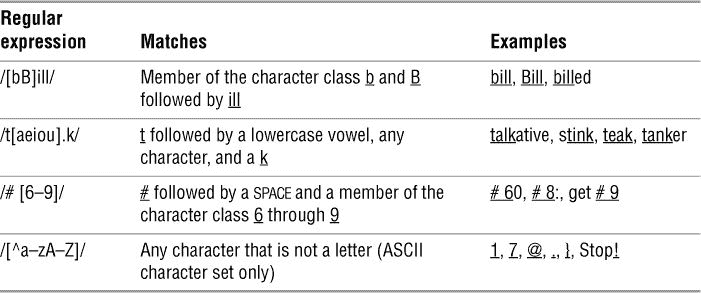 Regular
expression Matches Examples
/[bB]ill/ Member of the character class b and B bill, Bill, billed
followed by ill
/t[aeiou].k/ t followed by a lowercase vowel, any talkative, stink, teak, tanker
character, and a k
/# [6–9]/ # followed by a SPACE and a member of the # 60, # 8:, get # 9
character class 6 through 9
/[^a–zA–Z]/ Any character that is not a letter (ASCII 1, 7, @, ., }, Stop!
character set only)